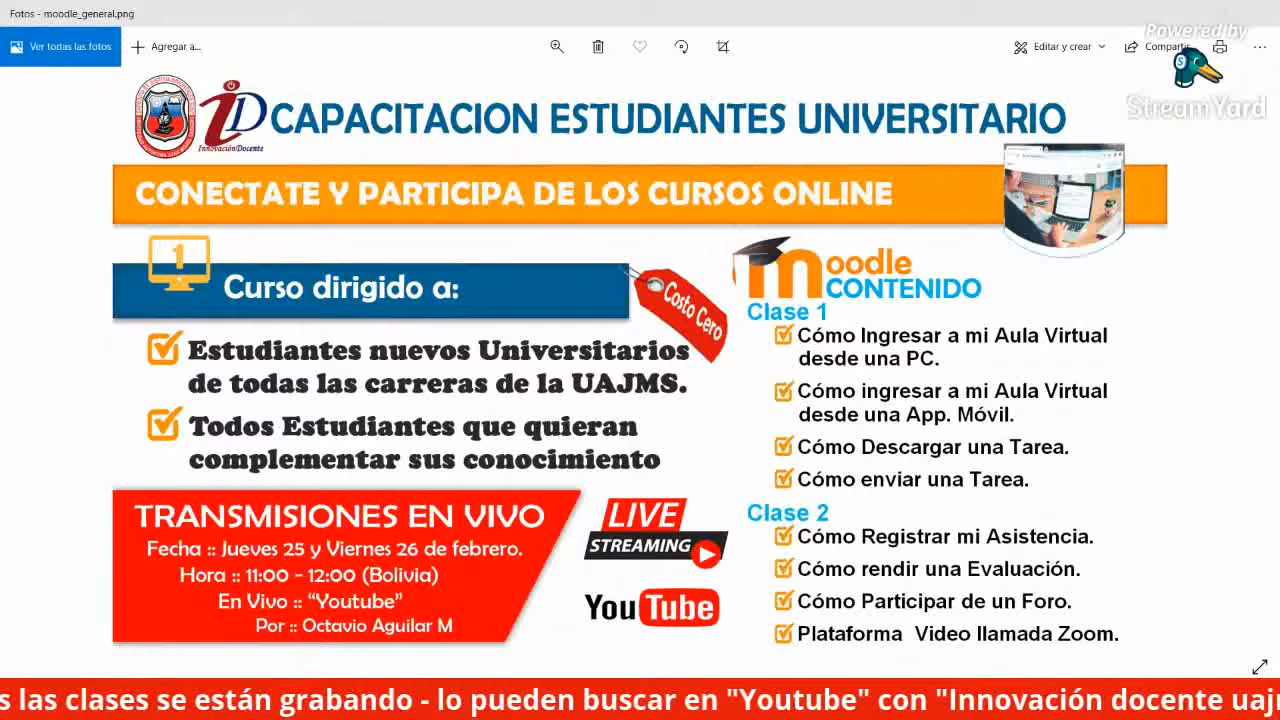 Fotos - moodle_general.png
Ver todas las fotos
Agregar a...
Editar y crear
Compartir
Powered by
StreamYard
iD
InnovaciónDocente
CAPACITACION ESTUDIANTES UNIVERSITARIO
CONECTATE Y PARTICIPA DE LOS CURSOS ONLINE
1
Curso dirigido a:
Costo Cero
Estudiantes nuevos Universitarios
de todas las carreras de la UAJMS.
Todos Estudiantes que quieran
complementar sus conocimiento
TRANSMISIONES EN VIVO
Fecha :: Jueves 25 y Viernes 26 de febrero.
Hora :: 11:00 - 12:00 (Bolivia)
En Vivo :: “Youtube”
Por :: Octavio Aguilar M
LIVE
STREAMING
YouTube
moodle
CONTENIDO
Clase 1
Cómo Ingresar a mi Aula Virtual
desde una PC.
Cómo ingresar a mi Aula Virtual
desde una App. Móvil.
Cómo Descargar una Tarea.
Cómo enviar una Tarea.
Clase 2
Cómo Registrar mi Asistencia.
Cómo rendir una Evaluación.
Cómo Participar de un Foro.
Plataforma Video llamada Zoom.
s las clases se están grabando - lo pueden buscar en "Youtube" con "Innovación docente uaj